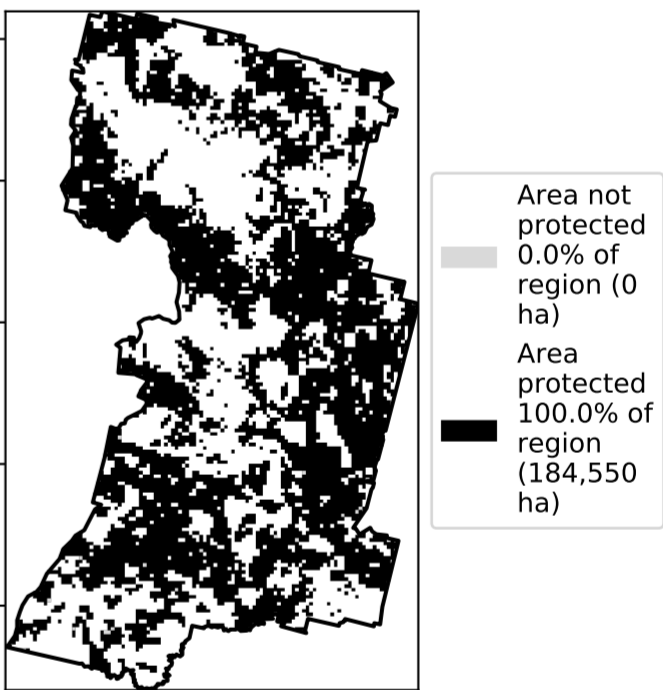 Area not
protected
0.0% of
region (0
ha)
Area
protected
100.0% of
region
(184,550
ha)